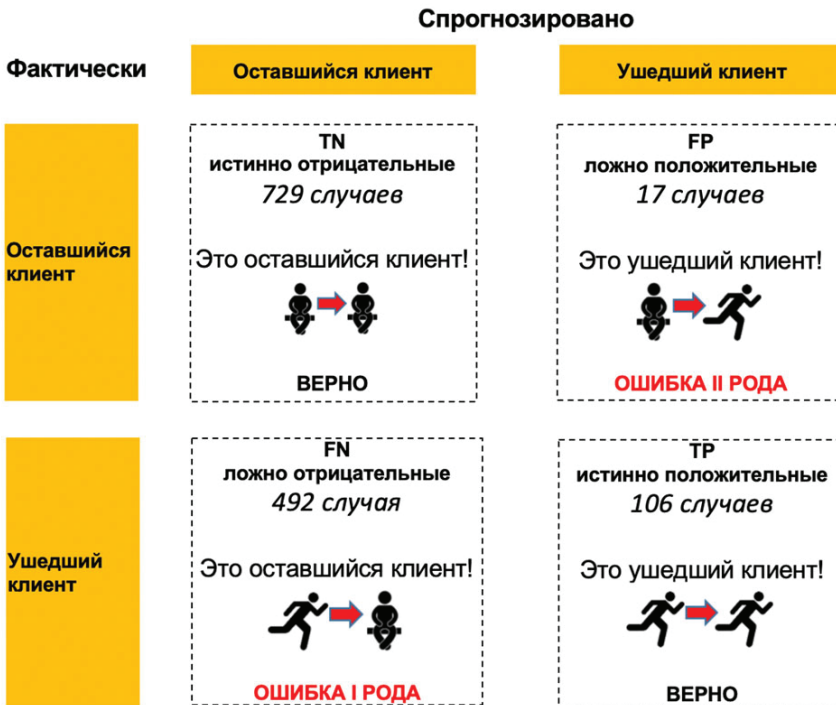 Спрогнозировано
Фактически
Оставшийся клиент
Ушедший клиент
Оставшийся
клиент
TN
истинно отрицательные
729 случаев
Это оставшийся клиент!
ВЕРНО
FP
ложно положительные
17 случаев
Это ушедший клиент!
ОШИБКА II РОДА
Ушедший
клиент
FN
ложно отрицательные
492 случая
Это оставшийся клиент!
ОШИБКА I РОДА
TP
истинно положительные
106 случаев
Это ушедший клиент!
ВЕРНО